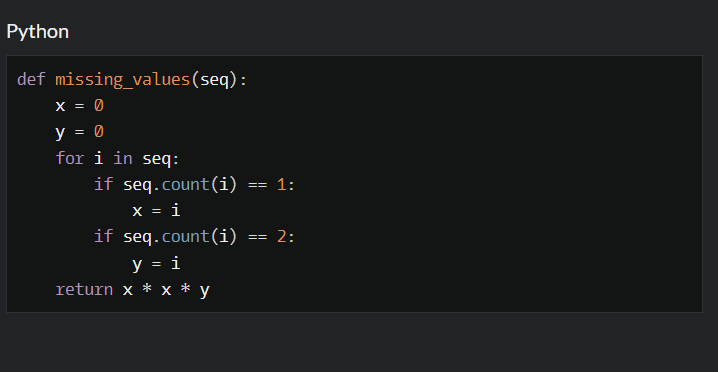 Python
def missing_values(seq):
    x = 0
    y = 0
    for i in seq:
        if seq.count(i) == 1:
            x = i
        if seq.count(i) == 2:
            y = i
    return x * x * y